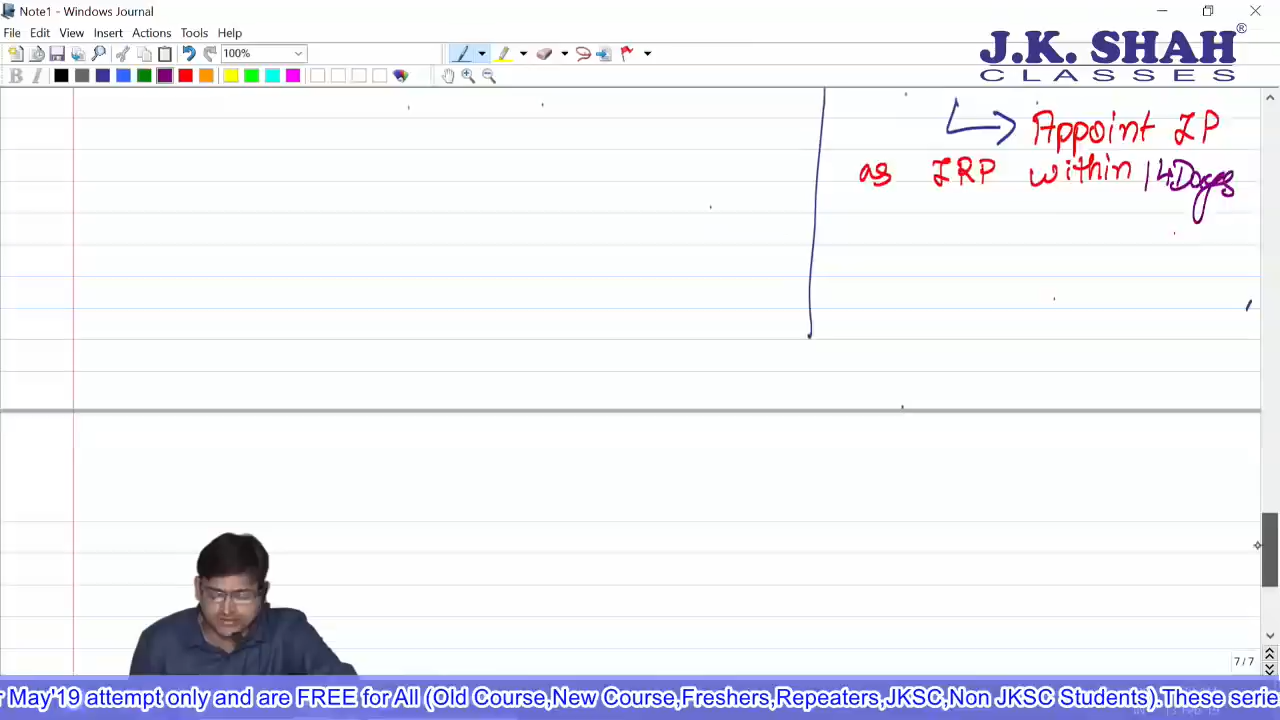 Note1 - Windows Journal
File Edit View Insert Actions Tools Help
100%
B I
J.K. SHAH®
CLASSES
Appoint IP
as IRP within 14 Days
7 / 7
r May'19 attempt only and are FREE for All (Old Course,New Course,Freshers,Repeaters,JKSC,Non JKSC Students).These serie